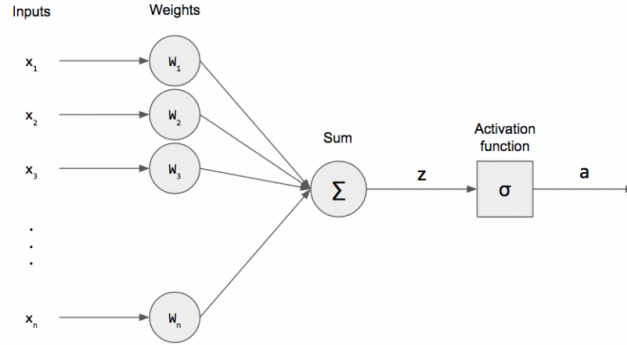 Inputs
Weights
x₁
W₁
x₂
W₂
Sum
Activation
function
x₃
W₃
Σ
z
σ
a
.
.
.
xₙ
Wₙ